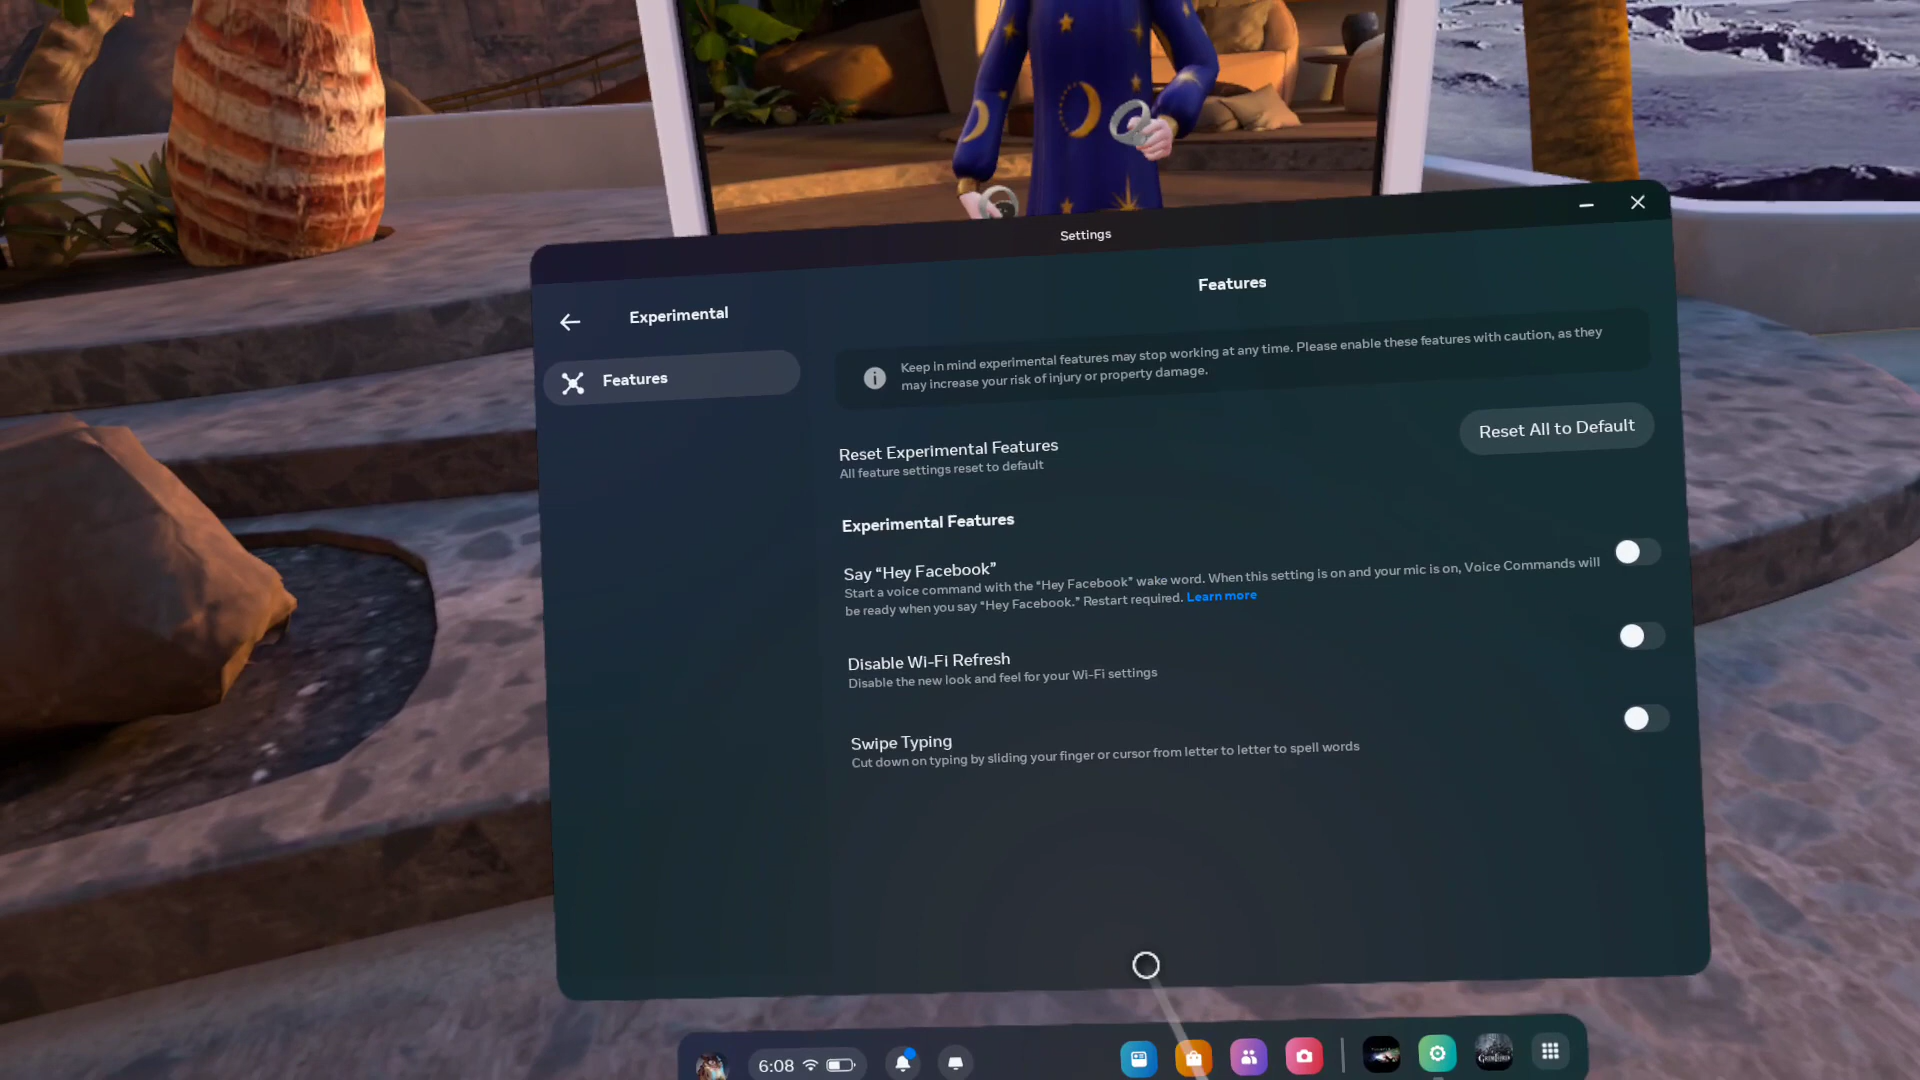 Settings
Experimental
Features
Features
Keep in mind experimental features may stop working at any time. Please enable these features with caution, as they
may increase your risk of injury or property damage.
Reset Experimental Features
All feature settings reset to default
Reset All to Default
Experimental Features
Say “Hey Facebook”
Start a voice command with the “Hey Facebook” wake word. When this setting is on and your mic is on, Voice Commands will
be ready when you say “Hey Facebook.” Restart required. Learn more
Disable Wi-Fi Refresh
Disable the new look and feel for your Wi-Fi settings
Swipe Typing
Cut down on typing by sliding your finger or cursor from letter to letter to spell words
6:08